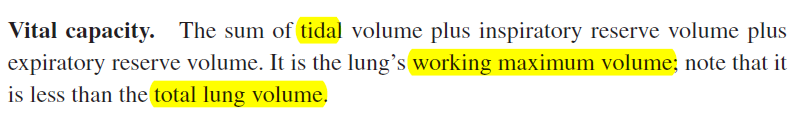 Vital capacity. The sum of tidal volume plus inspiratory reserve volume plus
expiratory reserve volume. It is the lung's working maximum volume; note that it
is less than the total lung volume.